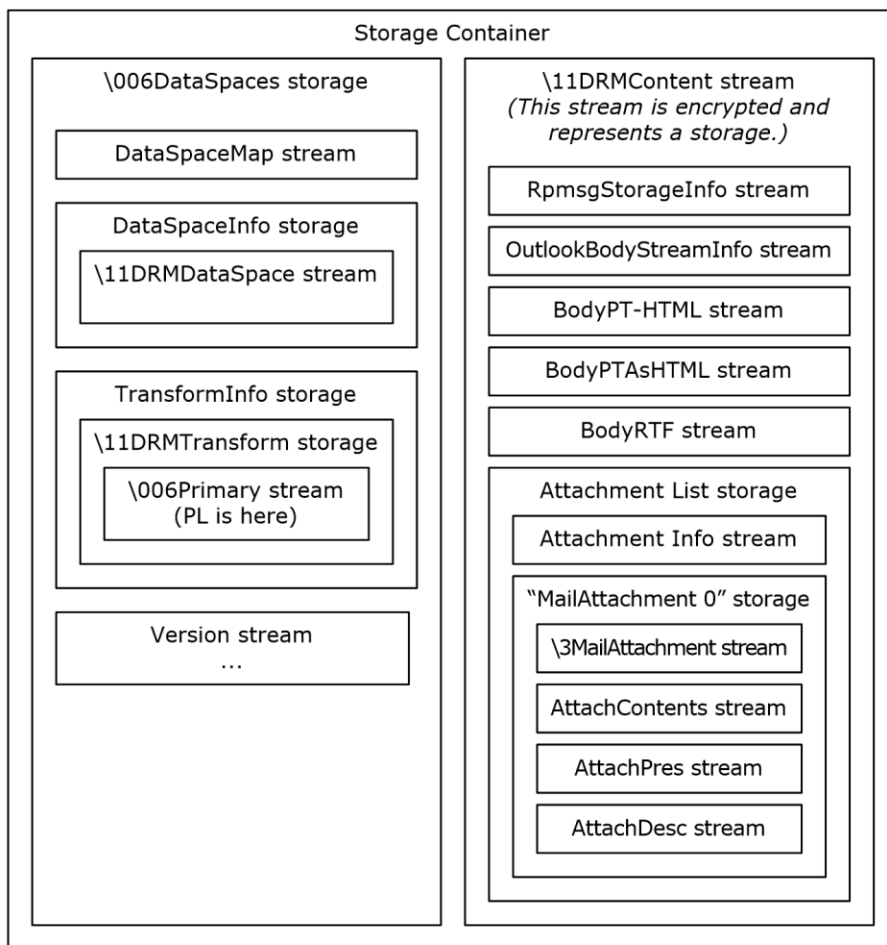 Storage Container
\006DataSpaces storage
DataSpaceMap stream
DataSpaceInfo storage
\11DRMDataSpace stream
TransformInfo storage
\11DRMTransform storage
\006Primary stream
(PL is here)
Version stream
...
\11DRMContent stream
(This stream is encrypted and
represents a storage.)
RpmsgStorageInfo stream
OutlookBodyStreamInfo stream
BodyPT-HTML stream
BodyPTAsHTML stream
BodyRTF stream
Attachment List storage
Attachment Info stream
“MailAttachment 0” storage
\3MailAttachment stream
AttachContents stream
AttachPres stream
AttachDesc stream